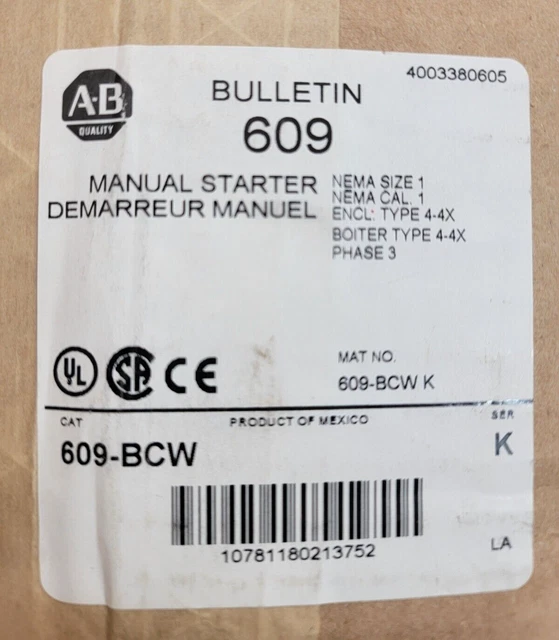 A-B
QUALITY
BULLETIN
609
4003380605
MANUAL STARTER
DEMARREUR MANUEL
NEMA SIZE 1
NEMA CAL. 1
ENCL: TYPE 4-4X
BOITER TYPE 4-4X
PHASE 3
UL
SA
CE
MAT NO.
609-BCW K
CAT
PRODUCT OF MEXICO
SER
609-BCW
K
10781180213752
LA